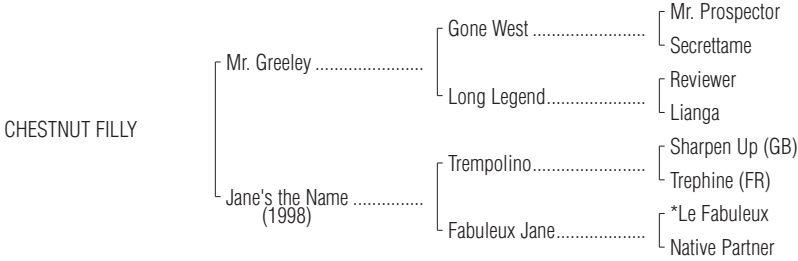 Mr. Prospector
Gone West ........................
Secrettame
Mr. Greeley .......................
Reviewer
Long Legend.....................
Lianga
CHESTNUT FILLY
Sharpen Up (GB)
Trempolino........................
Trephine (FR)
Jane's the Name ...............
(1998)
*Le Fabuleux
Fabuleux Jane...................
Native Partner